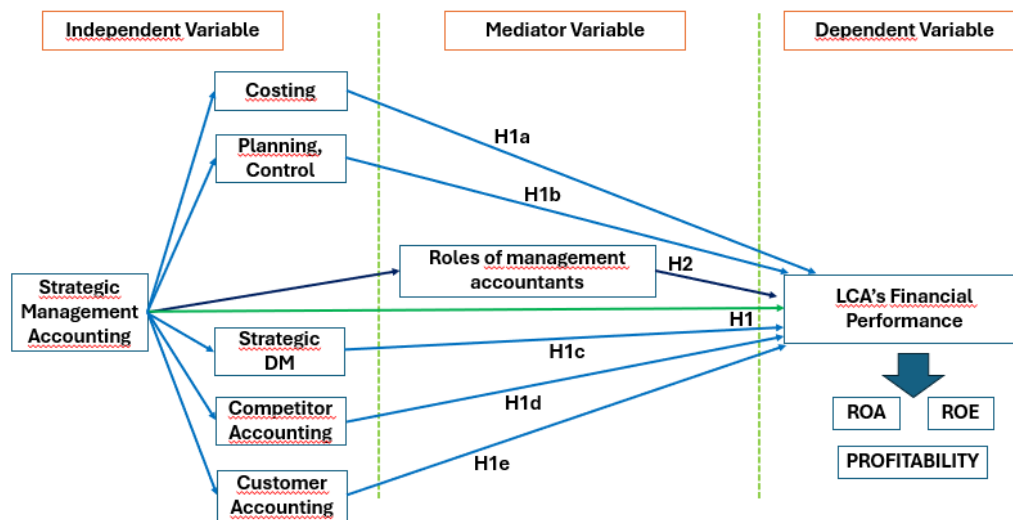 Independent Variable
Mediator Variable
Dependent Variable
Costing
H1a
Planning,
Control
H1b
Roles of management
accountants
H2
Strategic
Management
Accounting
LCA's Financial
Performance
H1
Strategic
DM
H1c
Competitor
Accounting
H1d
ROA
ROE
H1e
PROFITABILITY
Customer
Accounting